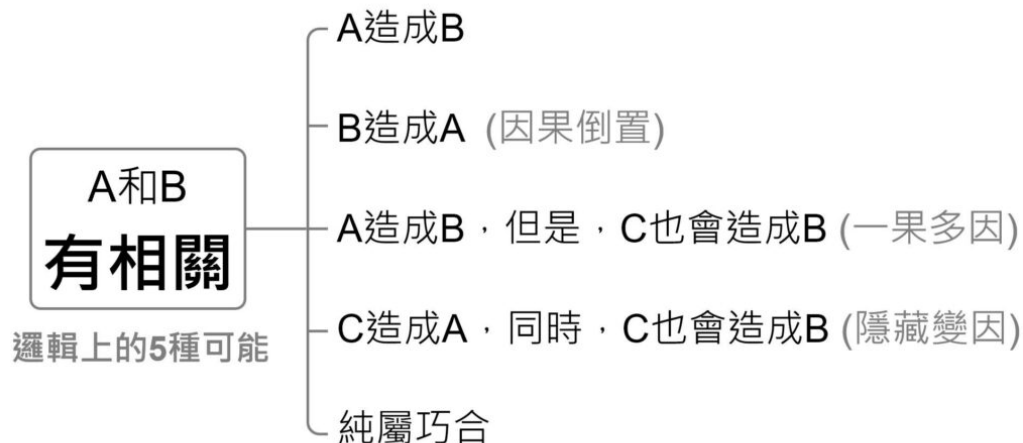 A造成B
B造成A (因果倒置)
A和B
有相關
A造成B，但是，C也會造成B (一果多因)
C造成A，同時，C也會造成B (隱藏變因)
邏輯上的5種可能
純屬巧合